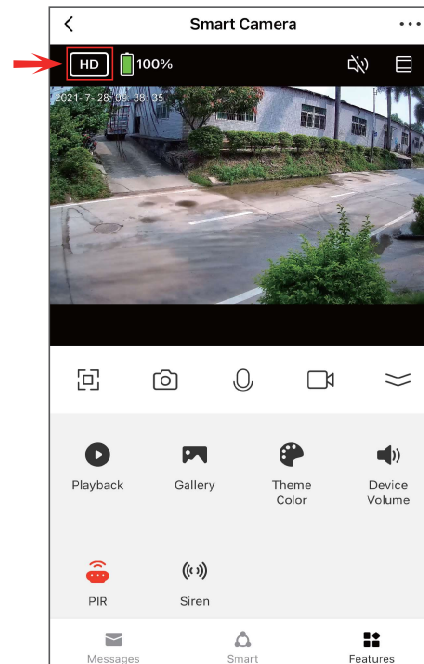 Smart Camera
HD 100%
2021-7-28 09:38:35
Playback Gallery Theme Color Device Volume
PIR Siren
Messages Smart Features